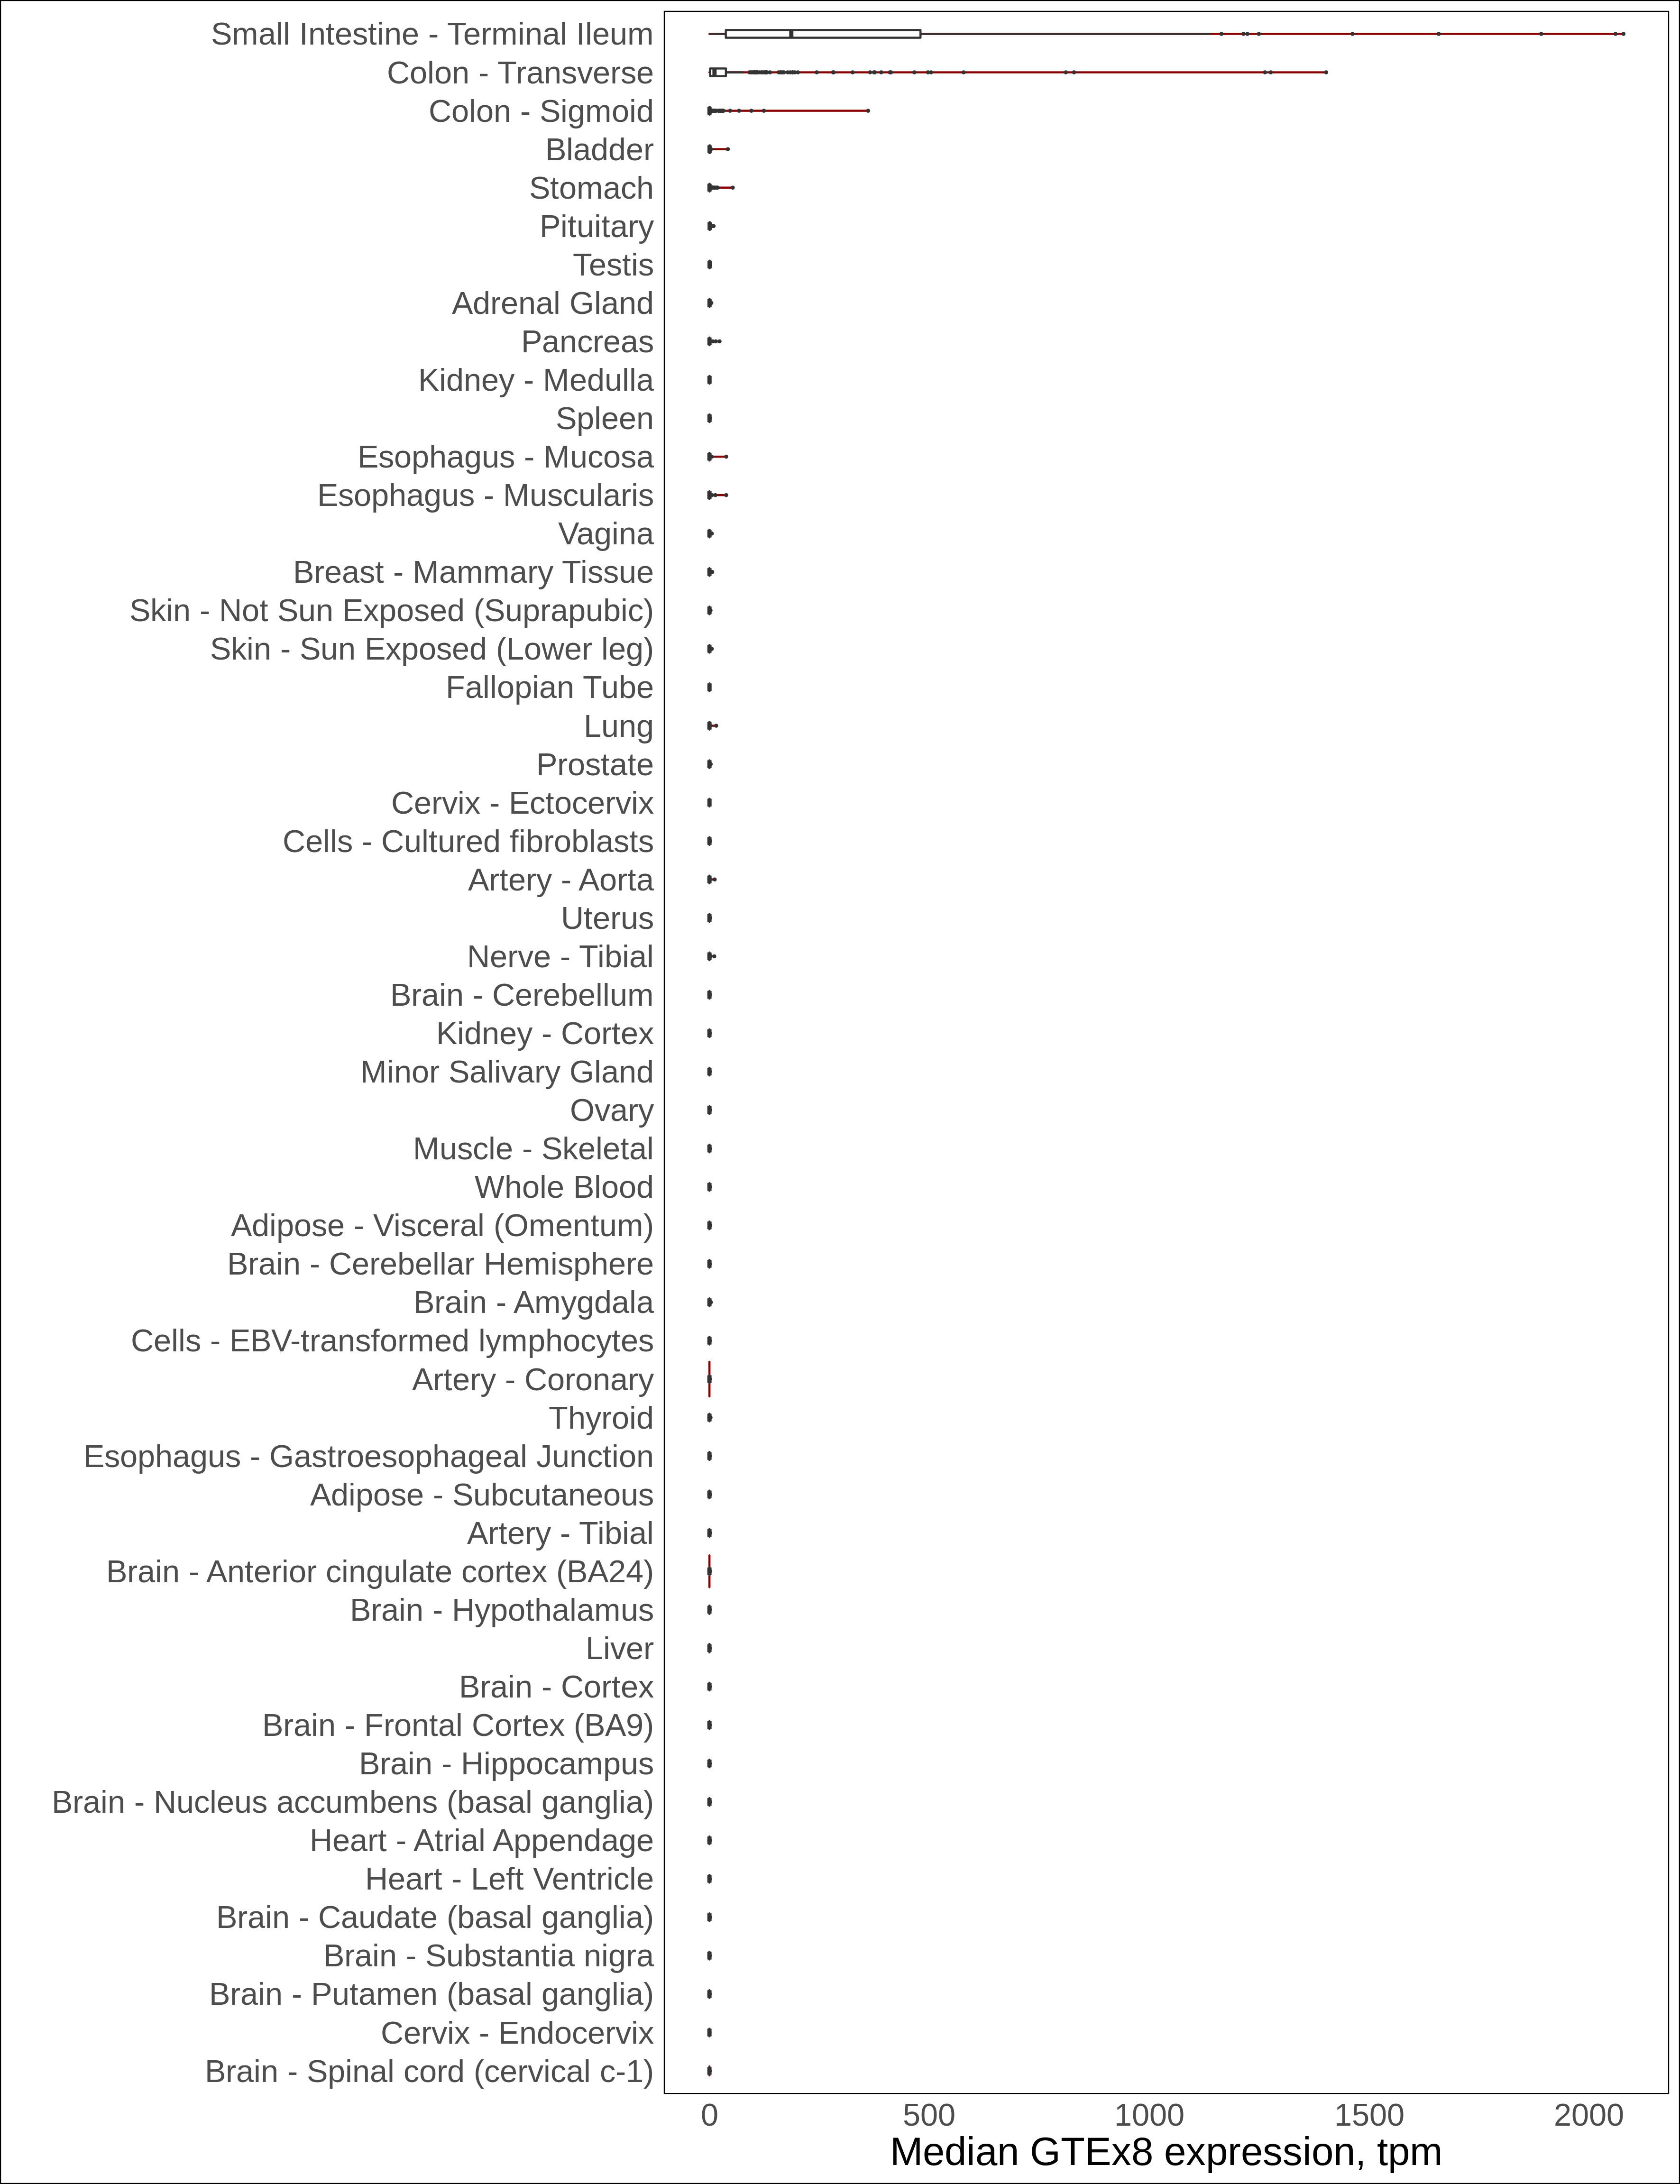 Small Intestine - Terminal Ileum
Colon - Transverse
Colon - Sigmoid
Bladder
Stomach
Pituitary
Testis
Adrenal Gland
Pancreas
Kidney - Medulla
Spleen
Esophagus - Mucosa
Esophagus - Muscularis
Vagina
Breast - Mammary Tissue
Skin - Not Sun Exposed (Suprapubic)
Skin - Sun Exposed (Lower leg)
Fallopian Tube
Lung
Prostate
Cervix - Ectocervix
Cells - Cultured fibroblasts
Artery - Aorta
Uterus
Nerve - Tibial
Brain - Cerebellum
Kidney - Cortex
Minor Salivary Gland
Ovary
Muscle - Skeletal
Whole Blood
Adipose - Visceral (Omentum)
Brain - Cerebellar Hemisphere
Brain - Amygdala
Cells - EBV-transformed lymphocytes
Artery - Coronary
Thyroid
Esophagus - Gastroesophageal Junction
Adipose - Subcutaneous
Artery - Tibial
Brain - Anterior cingulate cortex (BA24)
Brain - Hypothalamus
Liver
Brain - Cortex
Brain - Frontal Cortex (BA9)
Brain - Hippocampus
Brain - Nucleus accumbens (basal ganglia)
Heart - Atrial Appendage
Heart - Left Ventricle
Brain - Caudate (basal ganglia)
Brain - Substantia nigra
Brain - Putamen (basal ganglia)
Cervix - Endocervix
Brain - Spinal cord (cervical c-1)
0 500 1000 1500 2000
Median GTEx8 expression, tpm